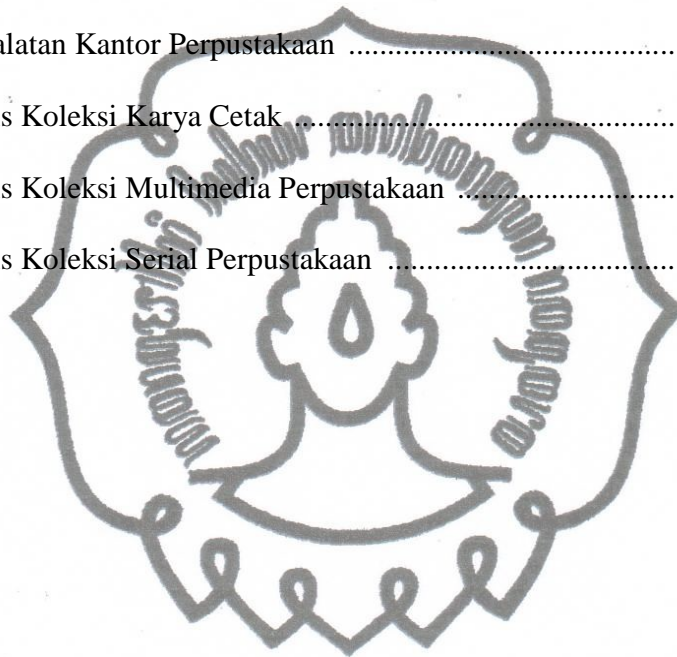 alatan Kantor Perpustakaan ..........................................
s Koleksi Karya Cetak .................................................
s Koleksi Multimedia Perpustakaan ............................
s Koleksi Serial Perpustakaan .....................................